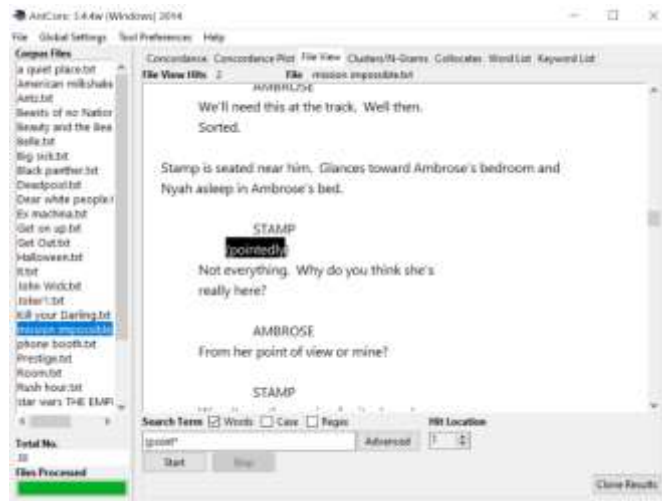 AntConc 3.4.4w (Windows) 2014
File Global Settings Tool Preferences Help
Corpus Files
a quiet place.txt
American milkshake
Antz.txt
Beasts of no Nation
Beauty and the Bea
Belle.txt
Big sick.txt
Black panther.txt
Deadpool.txt
Dear white people.t
Ex machina.txt
Get on up.txt
Get Out.txt
Halloween.txt
It.txt
John Wick.txt
Joker1.txt
Kill your Darling.txt
mission impossible
phone booth.txt
Prestige.txt
Room.txt
Rush hour.txt
star wars THE EMPI
Total No.
Files Processed
Concordance Concordance Plot File View Clusters/N-Grams Collocates Word List Keyword List
File View Hits 2 File mission impossible.txt
AMBROSE
We'll need this at the track. Well then.
Sorted.
Stamp is seated near him. Glances toward Ambrose's bedroom and
Nyah asleep in Ambrose's bed.
STAMP
(pointedly)
Not everything. Why do you think she's
really here?
AMBROSE
From her point of view or mine?
STAMP
Search Term Words Case Regex Hit Location
(point* Advanced 1
Start Stop
Clone Results